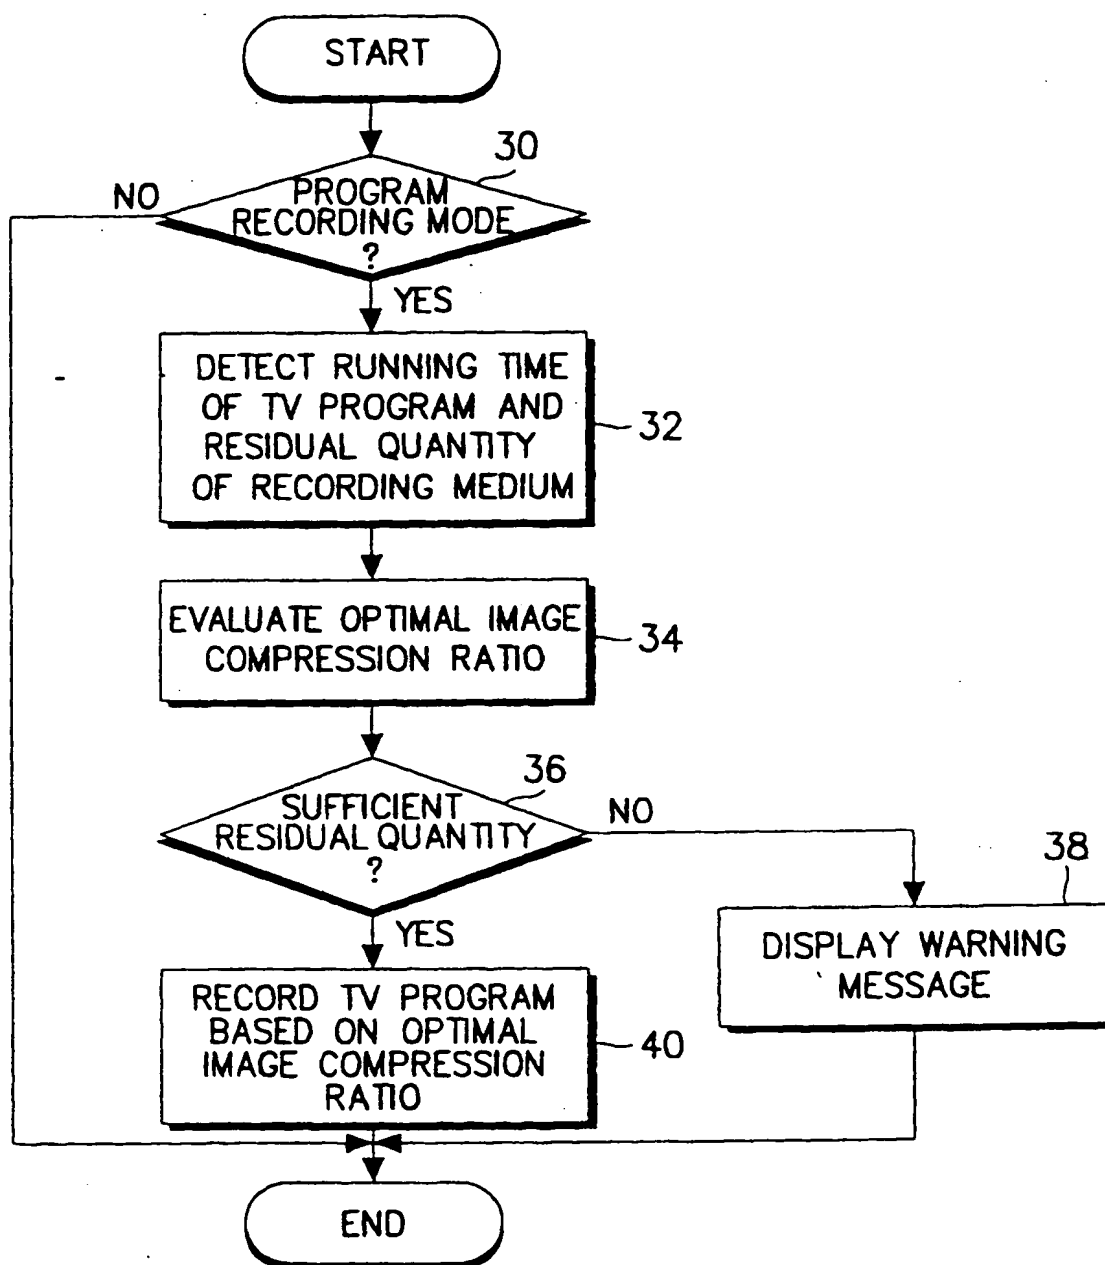 START
30
NO
PROGRAM
RECORDING MODE
?
YES
DETECT RUNNING TIME
OF TV PROGRAM AND
RESIDUAL QUANTITY
OF RECORDING MEDIUM
32
EVALUATE OPTIMAL IMAGE
COMPRESSION RATIO
34
36
SUFFICIENT
RESIDUAL QUANTITY
?
NO
YES
38
DISPLAY WARNING
MESSAGE
RECORD TV PROGRAM
BASED ON OPTIMAL
IMAGE COMPRESSION
RATIO
40
END